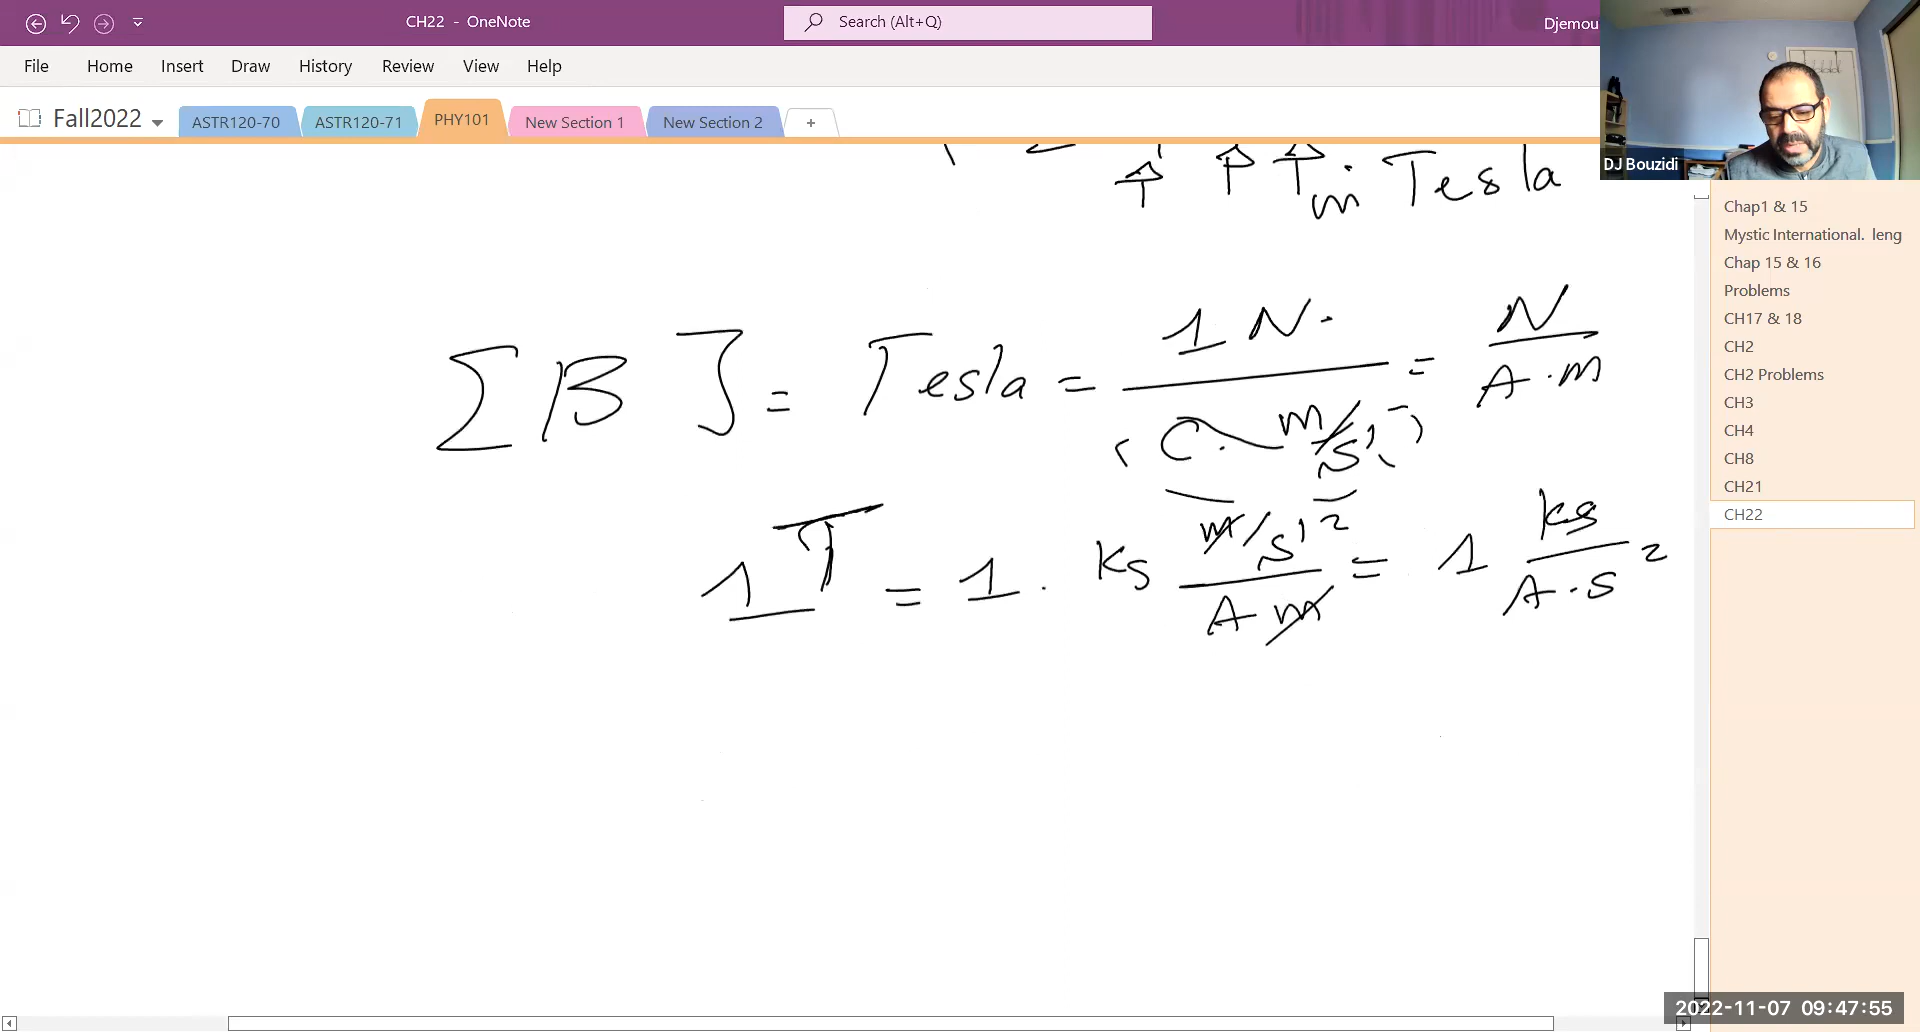 CH22 - OneNote
Search (Alt+Q)
Djemou
File Home Insert Draw History Review View Help
Fall2022 ASTR120-70 ASTR120-71 PHY101 New Section 1 New Section 2 +
DJ Bouzidi
in Tesla
[B] = Tesla = 1 N · / (C · m/s) = N / A · m
1 T = 1 · kg m/s² / A m = 1 kg / A · s²
Chap1 & 15
Mystic International. leng
Chap 15 & 16
Problems
CH17 & 18
CH2
CH2 Problems
CH3
CH4
CH8
CH21
CH22
2022-11-07 09:47:55